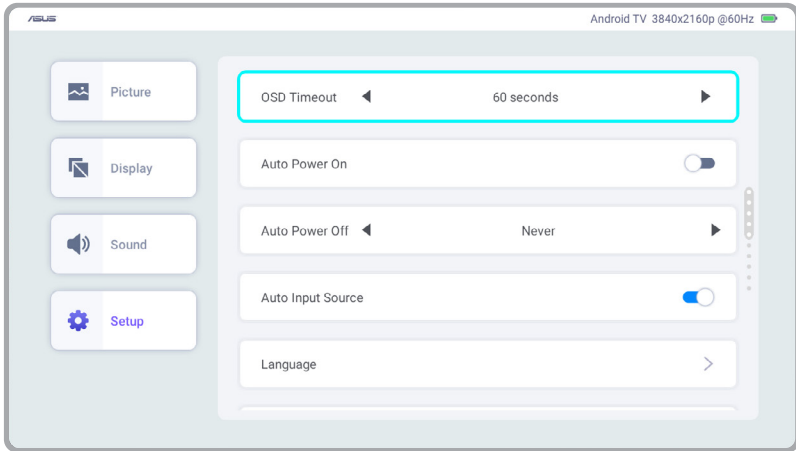 ASUS
Android TV 3840x2160p @60Hz
Picture
Display
Sound
Setup
OSD Timeout 60 seconds
Auto Power On
Auto Power Off Never
Auto Input Source
Language